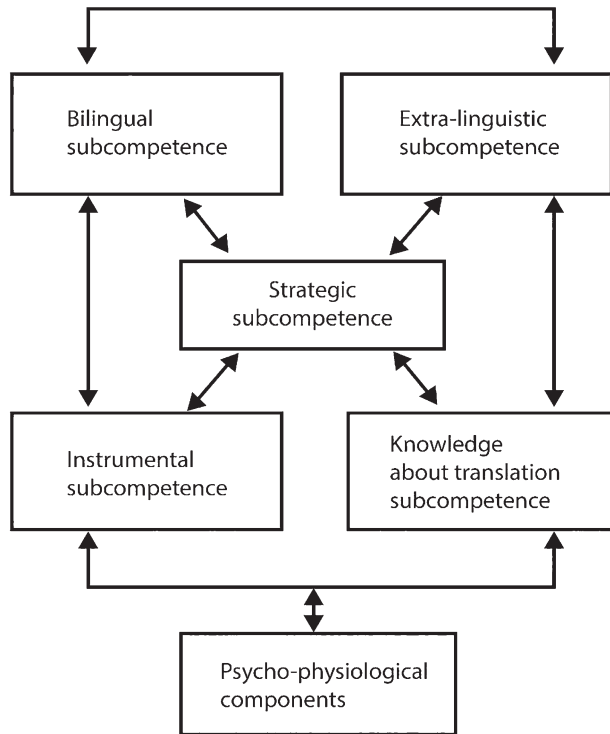 Bilingual
subcompetence
Extra-linguistic
subcompetence
Strategic
subcompetence
Instrumental
subcompetence
Knowledge
about translation
subcompetence
Psycho-physiological
components